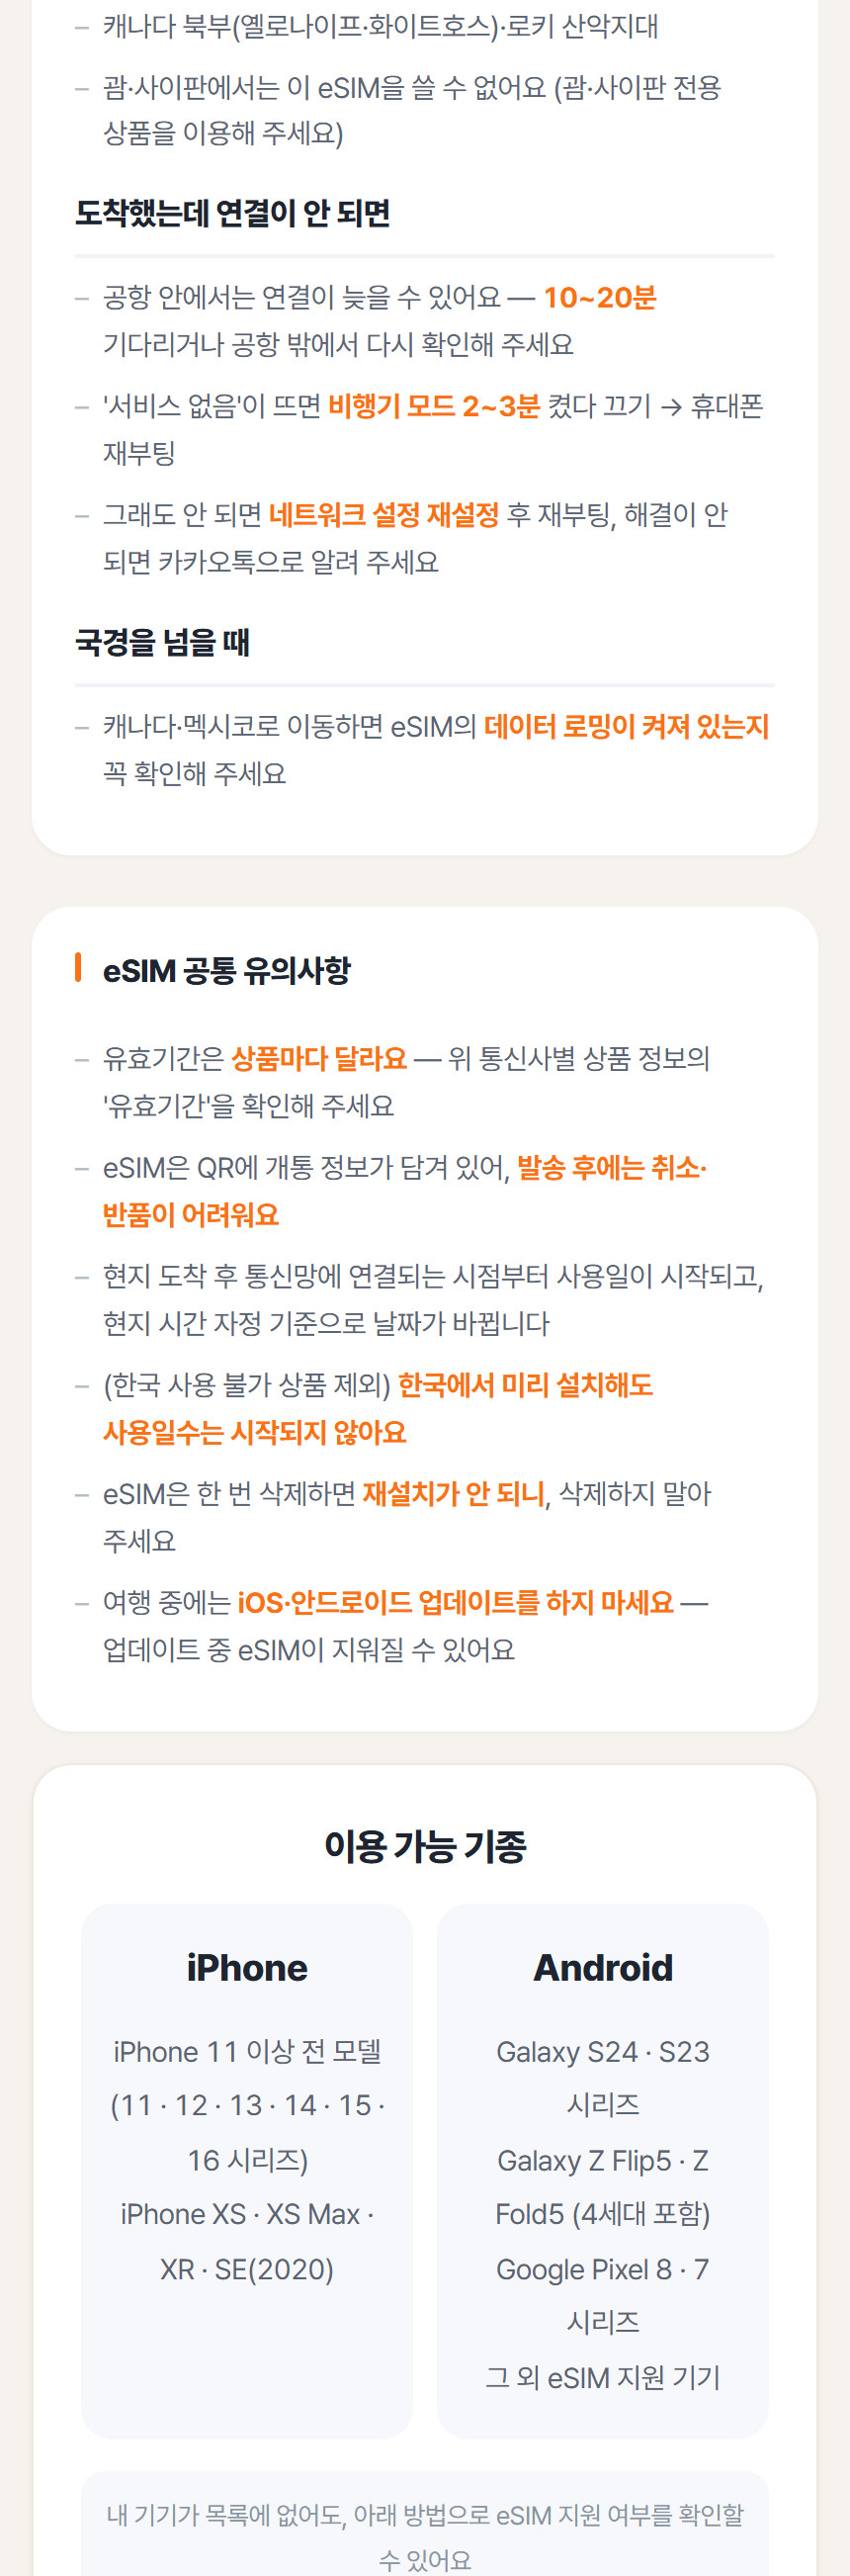 – 캐나다 북부(옐로나이프·화이트호스)·로키 산악지대
– 괌·사이판에서는 이 eSIM을 쓸 수 없어요 (괌·사이판 전용
상품을 이용해 주세요)
도착했는데 연결이 안 되면
– 공항 안에서는 연결이 늦을 수 있어요 — 10~20분
기다리거나 공항 밖에서 다시 확인해 주세요
– '서비스 없음'이 뜨면 비행기 모드 2~3분 켰다 끄기 → 휴대폰
재부팅
– 그래도 안 되면 네트워크 설정 재설정 후 재부팅, 해결이 안
되면 카카오톡으로 알려 주세요
국경을 넘을 때
– 캐나다·멕시코로 이동하면 eSIM의 데이터 로밍이 켜져 있는지
꼭 확인해 주세요
eSIM 공통 유의사항
– 유효기간은 상품마다 달라요 — 위 통신사별 상품 정보의
'유효기간'을 확인해 주세요
– eSIM은 QR에 개통 정보가 담겨 있어, 발송 후에는 취소·
반품이 어려워요
– 현지 도착 후 통신망에 연결되는 시점부터 사용일이 시작되고,
현지 시간 자정 기준으로 날짜가 바뀝니다
– (한국 사용 불가 상품 제외) 한국에서 미리 설치해도
사용일수는 시작되지 않아요
– eSIM은 한 번 삭제하면 재설치가 안 되니, 삭제하지 말아
주세요
– 여행 중에는 iOS·안드로이드 업데이트를 하지 마세요 —
업데이트 중 eSIM이 지워질 수 있어요
이용 가능 기종
iPhone
iPhone 11 이상 전 모델
(11 · 12 · 13 · 14 · 15 ·
16 시리즈)
iPhone XS · XS Max ·
XR · SE(2020)
Android
Galaxy S24 · S23
시리즈
Galaxy Z Flip5 · Z
Fold5 (4세대 포함)
Google Pixel 8 · 7
시리즈
그 외 eSIM 지원 기기
내 기기가 목록에 없어도, 아래 방법으로 eSIM 지원 여부를 확인할
수 있어요